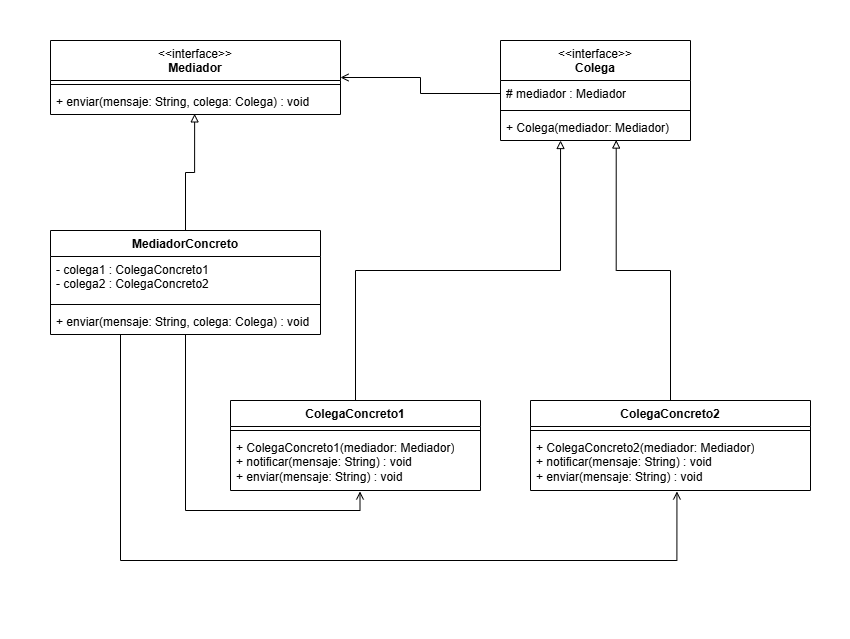 <<interface>>
Mediador
+ enviar(mensaje: String, colega: Colega) : void
<<interface>>
Colega
# mediador : Mediador
+ Colega(mediador: Mediador)
MediadorConcreto
- colega1 : ColegaConcreto1
- colega2 : ColegaConcreto2
+ enviar(mensaje: String, colega: Colega) : void
ColegaConcreto1
+ ColegaConcreto1(mediador: Mediador)
+ notificar(mensaje: String) : void
+ enviar(mensaje: String) : void
ColegaConcreto2
+ ColegaConcreto2(mediador: Mediador)
+ notificar(mensaje: String) : void
+ enviar(mensaje: String) : void